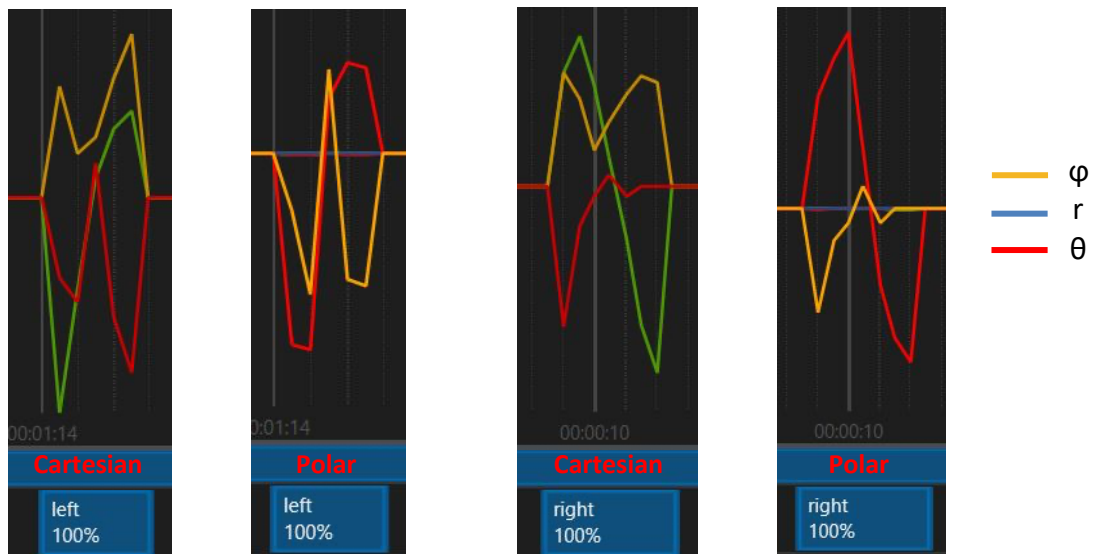 00:01:14
Cartesian
left
100%
0:01:14
Polar
left
100%
00:00:10
Cartesian
right
100%
00:00:10
Polar
right
100%
φ
r
θ